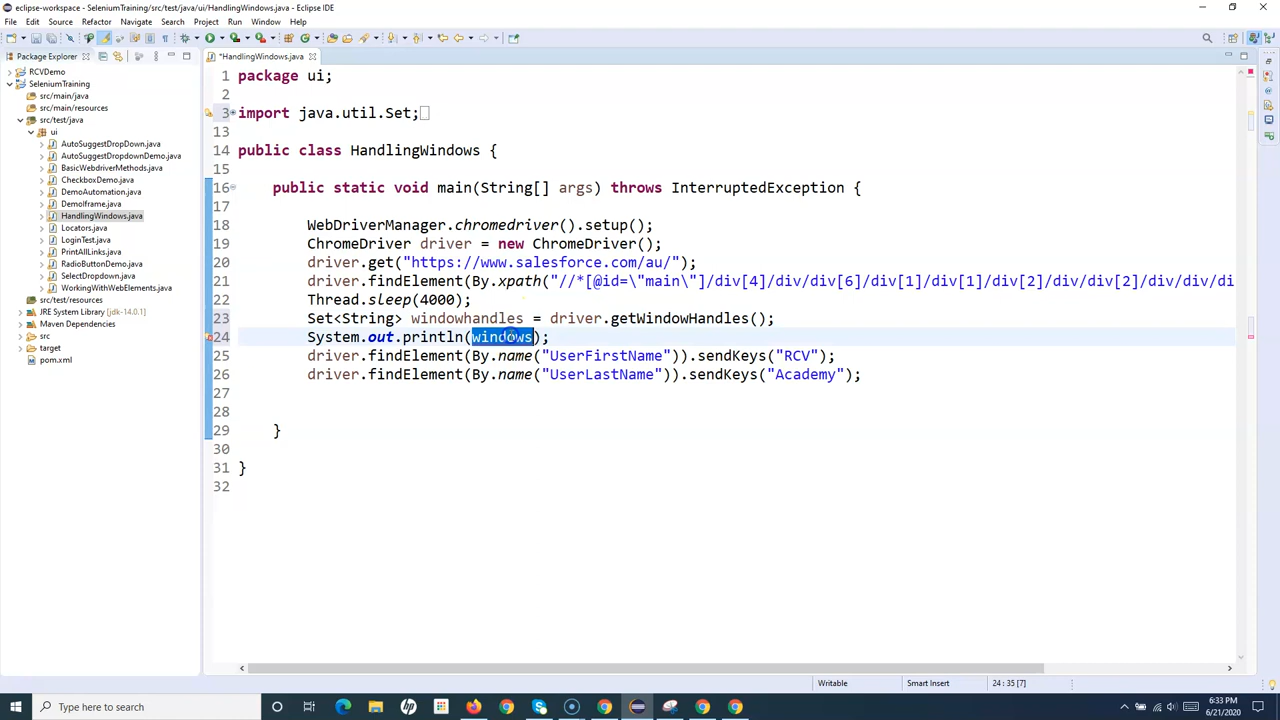 eclipse-workspace - SeleniumTraining/src/test/java/ui/HandlingWindows.java - Eclipse IDE
File Edit Source Refactor Navigate Search Project Run Window Help
Package Explorer
*HandlingWindows.java
RCVDemo
SeleniumTraining
src/main/java
src/main/resources
src/test/java
ui
AutoSuggestDropDown.java
AutoSuggestDropdownDemo.java
BasicWebdriverMethods.java
CheckboxDemo.java
DemoAutomation.java
DemoIframe.java
HandlingWindows.java
Locators.java
LoginTest.java
PrintAllLinks.java
RadioButtonDemo.java
SelectDropdown.java
WorkingWithWebElements.java
src/test/resources
JRE System Library [jdk-14.0.1]
Maven Dependencies
src
target
pom.xml
1 package ui;
2
3 import java.util.Set;
13
14 public class HandlingWindows {
15
16 public static void main(String[] args) throws InterruptedException {
17
18 WebDriverManager.chromedriver().setup();
19 ChromeDriver driver = new ChromeDriver();
20 driver.get("https://www.salesforce.com/au/");
21 driver.findElement(By.xpath("//*[@id=\"main\"]/div[4]/div/div[6]/div[1]/div[1]/div[2]/div/div[2]/div/div/di
22 Thread.sleep(4000);
23 Set<String> windowhandles = driver.getWindowHandles();
24 System.out.println(windows);
25 driver.findElement(By.name("UserFirstName")).sendKeys("RCV");
26 driver.findElement(By.name("UserLastName")).sendKeys("Academy");
27
28
29 }
30
31 }
32
Writable Smart Insert 24 : 35 [7]
Type here to search
6:33 PM
6/21/2020